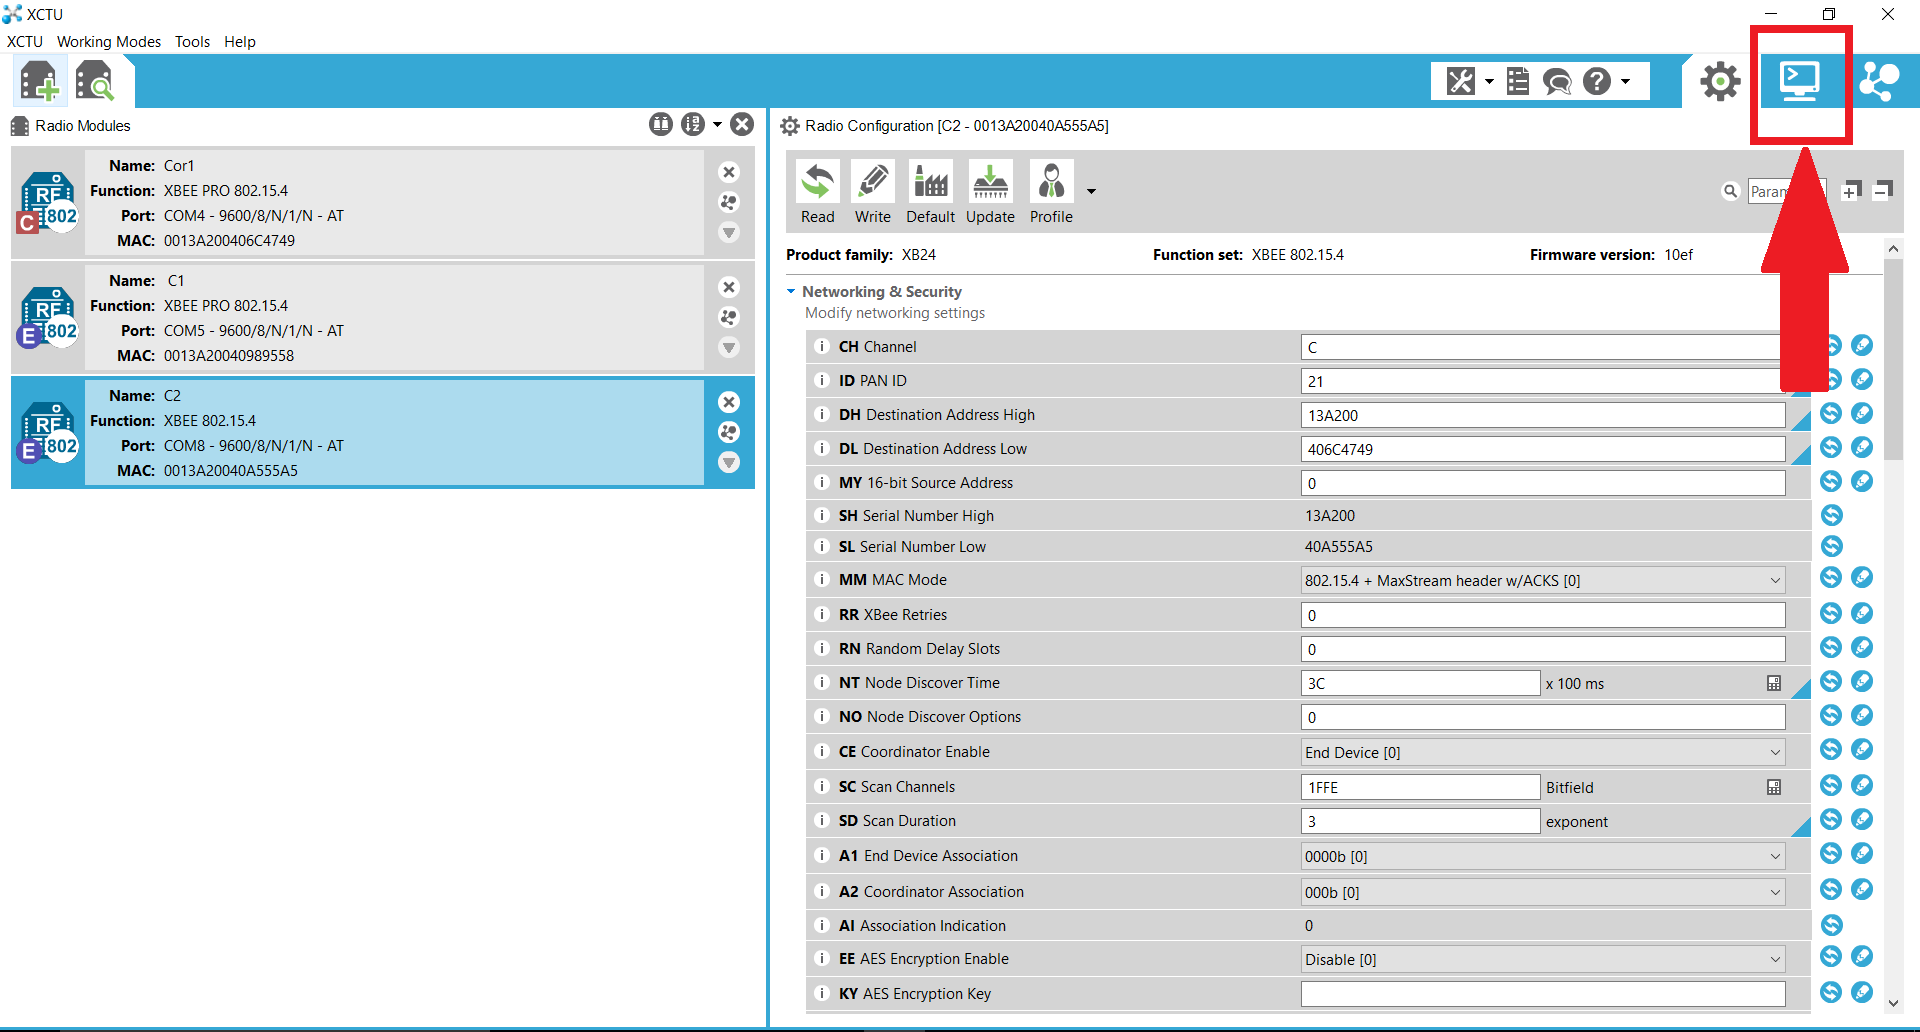 XCTU
XCTU Working Modes Tools Help
Radio Modules
Name: Cor1
Function: XBEE PRO 802.15.4
Port: COM4 - 9600/8/N/1/N - AT
MAC: 0013A200406C4749
RF
802
C
Name: C1
Function: XBEE PRO 802.15.4
Port: COM5 - 9600/8/N/1/N - AT
MAC: 0013A20040989558
RF
802
E
Name: C2
Function: XBEE 802.15.4
Port: COM8 - 9600/8/N/1/N - AT
MAC: 0013A20040A555A5
RF
802
E
Radio Configuration [C2 - 0013A20040A555A5]
Read Write Default Update Profile
Product family: XB24 Function set: XBEE 802.15.4 Firmware version: 10ef
Networking & Security
Modify networking settings
i CH Channel C
i ID PAN ID 21
i DH Destination Address High 13A200
i DL Destination Address Low 406C4749
i MY 16-bit Source Address 0
i SH Serial Number High 13A200
i SL Serial Number Low 40A555A5
i MM MAC Mode 802.15.4 + MaxStream header w/ACKS [0]
i RR XBee Retries 0
i RN Random Delay Slots 0
i NT Node Discover Time 3C x 100 ms
i NO Node Discover Options 0
i CE Coordinator Enable End Device [0]
i SC Scan Channels 1FFE Bitfield
i SD Scan Duration 3 exponent
i A1 End Device Association 0000b [0]
i A2 Coordinator Association 000b [0]
i AI Association Indication 0
i EE AES Encryption Enable Disable [0]
i KY AES Encryption Key